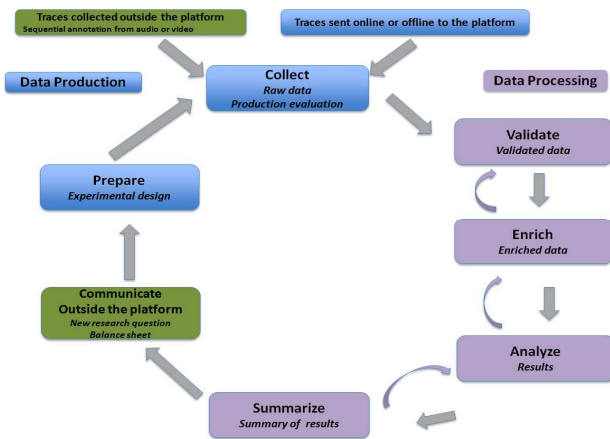 Traces collected outside the platform
Sequential annotation from audio or video
Traces sent online or offline to the platform
Data Production
Collect
Raw data
Production evaluation
Data Processing
Validate
Validated data
Prepare
Experimental design
Enrich
Enriched data
Communicate
Outside the platform
New research question
Balance sheet
Analyze
Results
Summarize
Summary of results